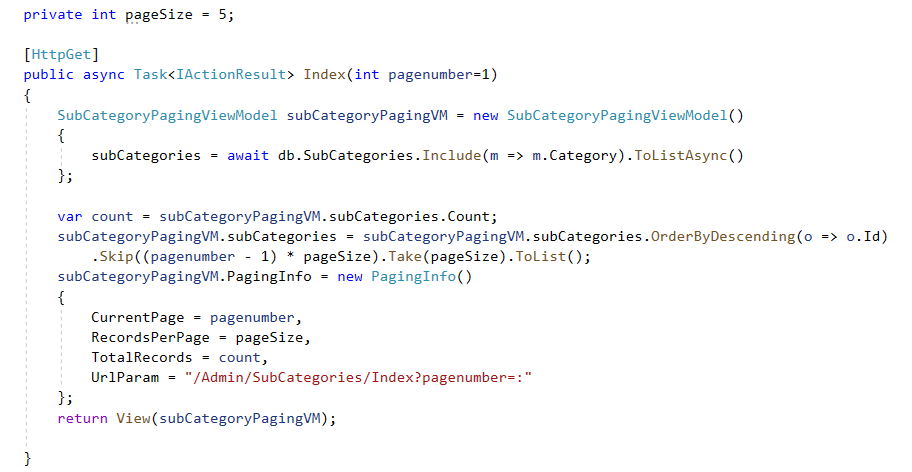 private int pageSize = 5;
[HttpGet]
public async Task<IActionResult> Index(int pagenumber=1)
{
SubCategoryPagingViewModel subCategoryPagingVM = new SubCategoryPagingViewModel()
{
subCategories = await db.SubCategories.Include(m => m.Category).ToListAsync()
};
var count = subCategoryPagingVM.subCategories.Count;
subCategoryPagingVM.subCategories = subCategoryPagingVM.subCategories.OrderByDescending(o => o.Id)
.Skip((pagenumber - 1) * pageSize).Take(pageSize).ToList();
subCategoryPagingVM.PagingInfo = new PagingInfo()
{
CurrentPage = pagenumber,
RecordsPerPage = pageSize,
TotalRecords = count,
UrlParam = "/Admin/SubCategories/Index?pagenumber=:"
};
return View(subCategoryPagingVM);
}